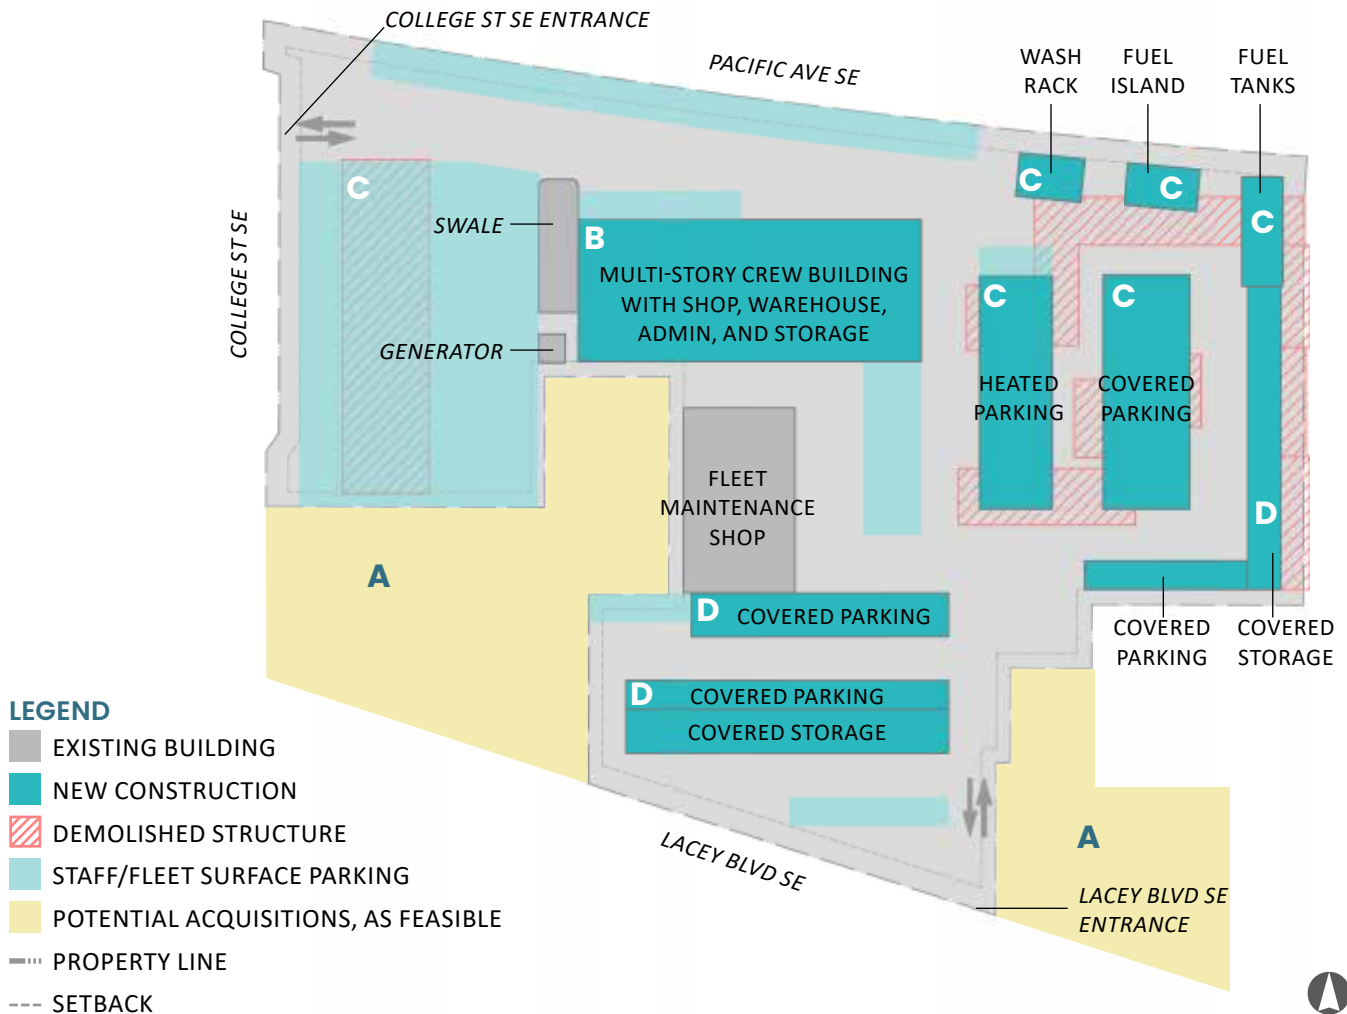 COLLEGE ST SE ENTRANCE
PACIFIC AVE SE
WASH
RACK
FUEL
ISLAND
FUEL
TANKS
COLLEGE ST SE
C
SWALE
GENERATOR
B
MULTI-STORY CREW BUILDING
WITH SHOP, WAREHOUSE,
ADMIN, AND STORAGE
C
C
C
C
HEATED
PARKING
C
COVERED
PARKING
FLEET
MAINTENANCE
SHOP
D
A
D COVERED PARKING
COVERED
PARKING
COVERED
STORAGE
D COVERED PARKING
COVERED STORAGE
LACEY BLVD SE
A
LACEY BLVD SE
ENTRANCE
LEGEND
EXISTING BUILDING
NEW CONSTRUCTION
DEMOLISHED STRUCTURE
STAFF/FLEET SURFACE PARKING
POTENTIAL ACQUISITIONS, AS FEASIBLE
PROPERTY LINE
SETBACK